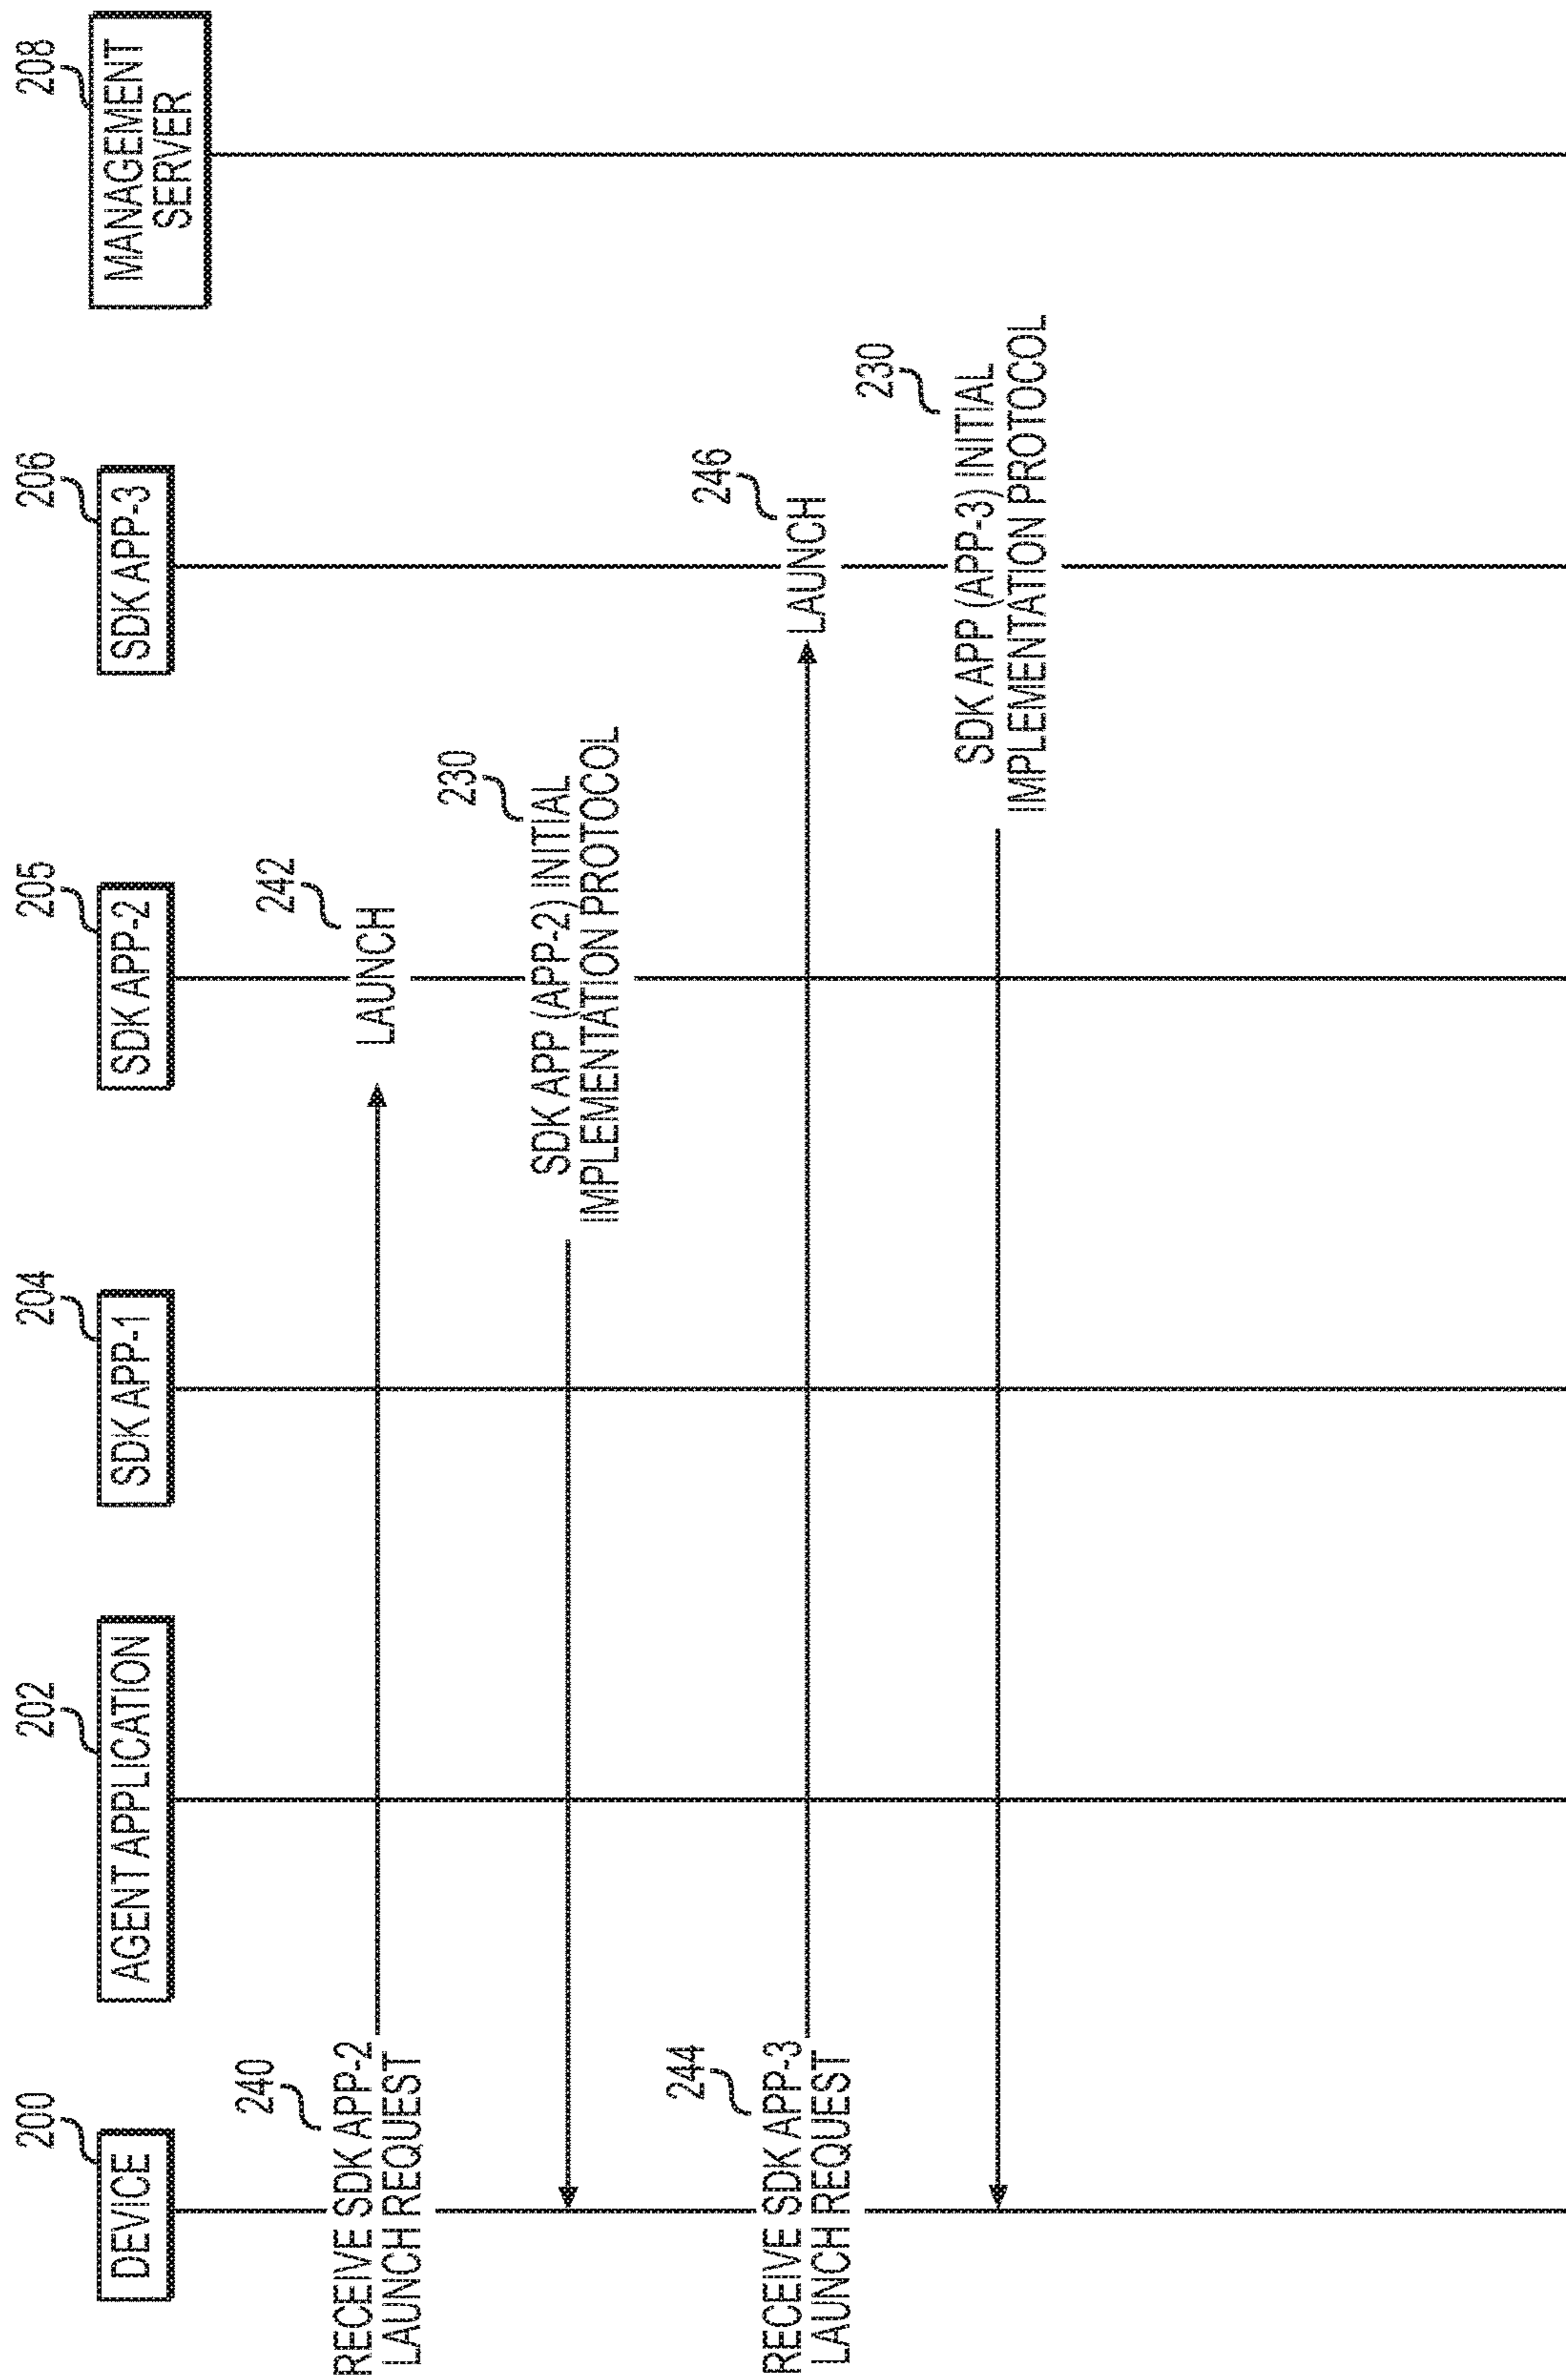 200
DEVICE
202
AGENT APPLICATION
204
SDK APP-1
205
SDK APP-2
206
SDK APP-3
208
MANAGEMENT
SERVER
240
RECEIVE SDK APP-2
LAUNCH REQUEST
242
LAUNCH
230
SDK APP (APP-2) INITIAL
IMPLEMENTATION PROTOCOL
244
RECEIVE SDK APP-3
LAUNCH REQUEST
246
LAUNCH
230
SDK APP (APP-3) INITIAL
IMPLEMENTATION PROTOCOL